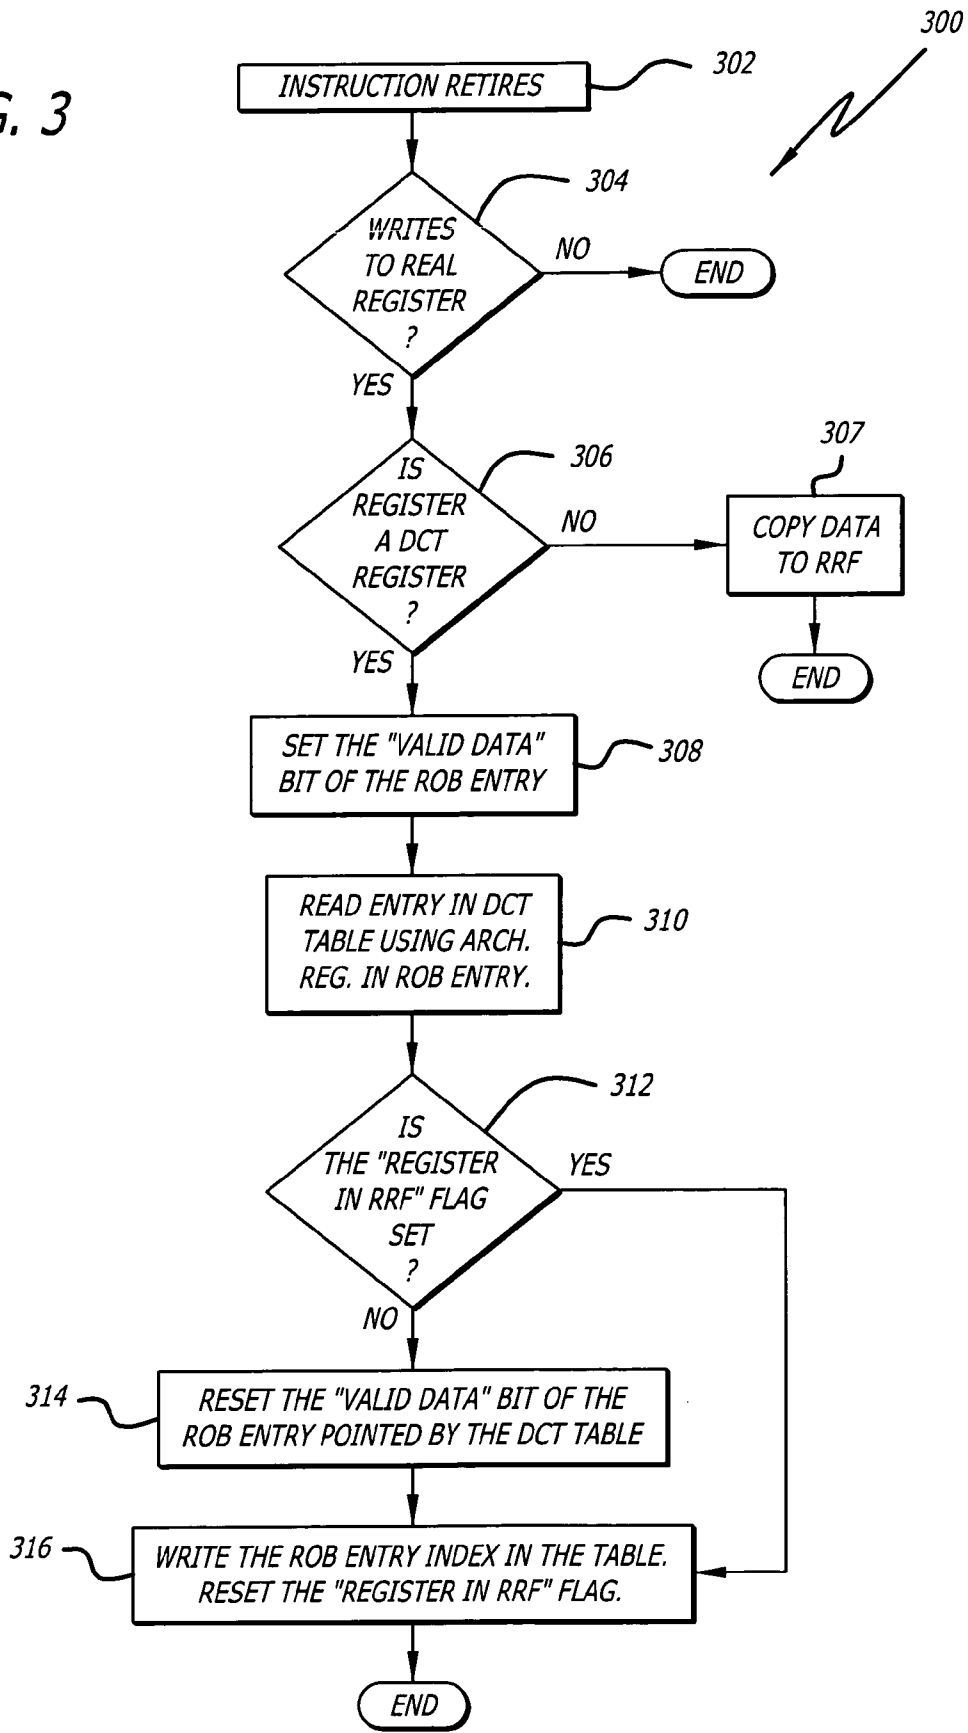 300
302
INSTRUCTION RETIRES
G. 3
304
WRITES
TO REAL
REGISTER
?
NO
END
YES
306
307
IS
REGISTER
A DCT
REGISTER
?
NO
COPY DATA
TO RRF
END
YES
SET THE "VALID DATA"
BIT OF THE ROB ENTRY
308
READ ENTRY IN DCT
TABLE USING ARCH.
REG. IN ROB ENTRY.
310
312
IS
THE "REGISTER
IN RRF" FLAG
SET
?
YES
NO
314
RESET THE "VALID DATA" BIT OF THE
ROB ENTRY POINTED BY THE DCT TABLE
316
WRITE THE ROB ENTRY INDEX IN THE TABLE.
RESET THE "REGISTER IN RRF" FLAG.
END